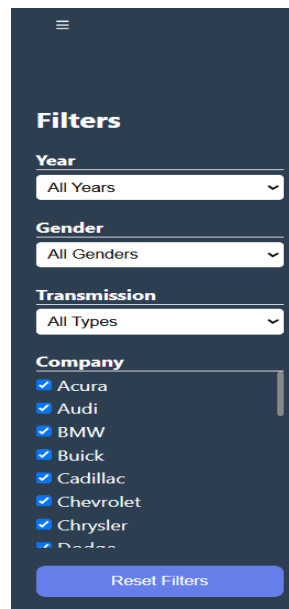 Filters
Year
All Years
Gender
All Genders
Transmission
All Types
Company
Acura
Audi
BMW
Buick
Cadillac
Chevrolet
Chrysler
Dodge
Reset Filters